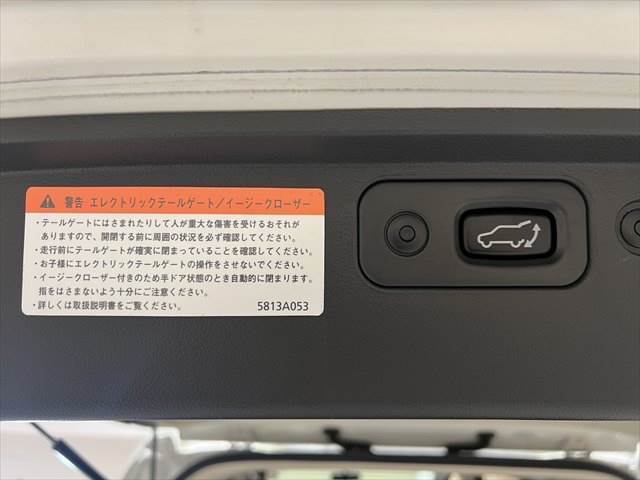 警告 エレクトリックテールゲート／イージークローザー
・テールゲートにはさまれたりして人が重大な傷害を受けるおそれが
ありますので、開閉する前に周囲の状況を必ず確認してください。
・走行前にテールゲートが確実に閉まっていることを確認してください。
・お子様にエレクトリックテールゲートの操作をさせないでください。
・イージークローザー付きのため半ドア状態のとき自動的に閉まります。
指をはさまないよう十分にご注意ください。
・詳しくは取扱説明書をご覧ください。 5813A053